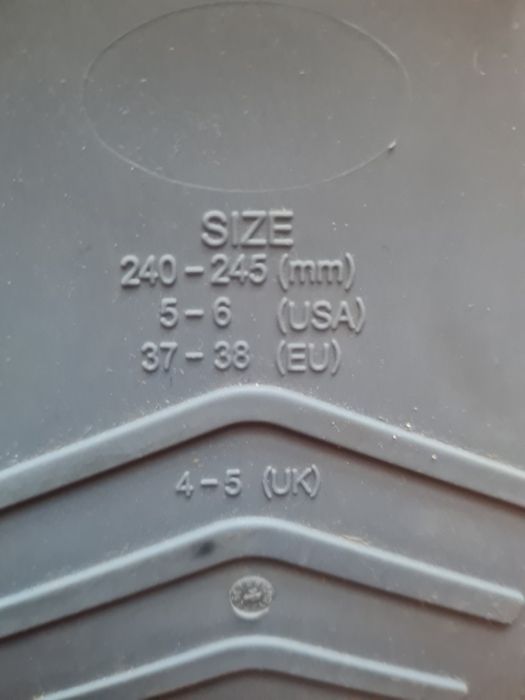 SIZE
240-245 (mm)
5-6 (USA)
37-38 (EU)
4-5 (UK)